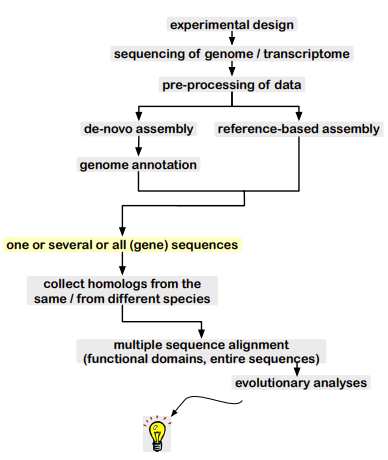 experimental design
sequencing of genome / transcriptome
pre-processing of data
de-novo assembly
reference-based assembly
genome annotation
one or several or all (gene) sequences
collect homologs from the
same / from different species
multiple sequence alignment
(functional domains, entire sequences)
evolutionary analyses